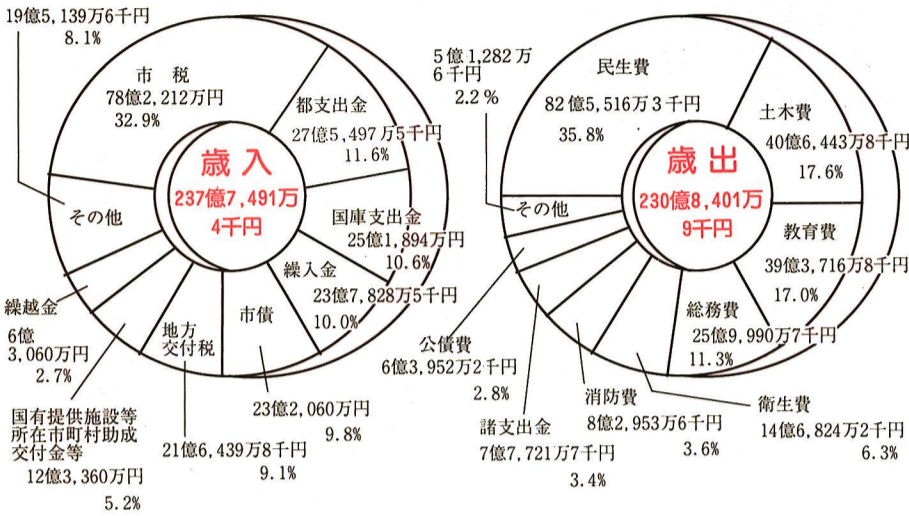 19億5,139万6千円
8.1%
市 税
78億2,212万円
32.9%
都支出金
27億5,497万5千円
11.6%
歳入
237億7,491万
4千円
国庫支出金
25億1,894万円
10.6%
繰入金
23億7,828万5千円
10.0%
市債
23億2,060万円
9.8%
地方
交付税
21億6,439万8千円
9.1%
国有提供施設等
所在市町村助成
交付金等
12億3,360万円
5.2%
繰越金
6億
3,060万円
2.7%
その他
5億1,282万
6千円
2.2%
民生費
82億5,516万3千円
35.8%
土木費
40億6,443万8千円
17.6%
歳出
230億8,401万
9千円
教育費
39億3,716万8千円
17.0%
総務費
25億9,990万7千円
11.3%
衛生費
14億6,824万2千円
6.3%
消防費
8億2,953万6千円
3.6%
諸支出金
7億7,721万7千円
3.4%
公債費
6億3,952万2千円
2.8%
その他